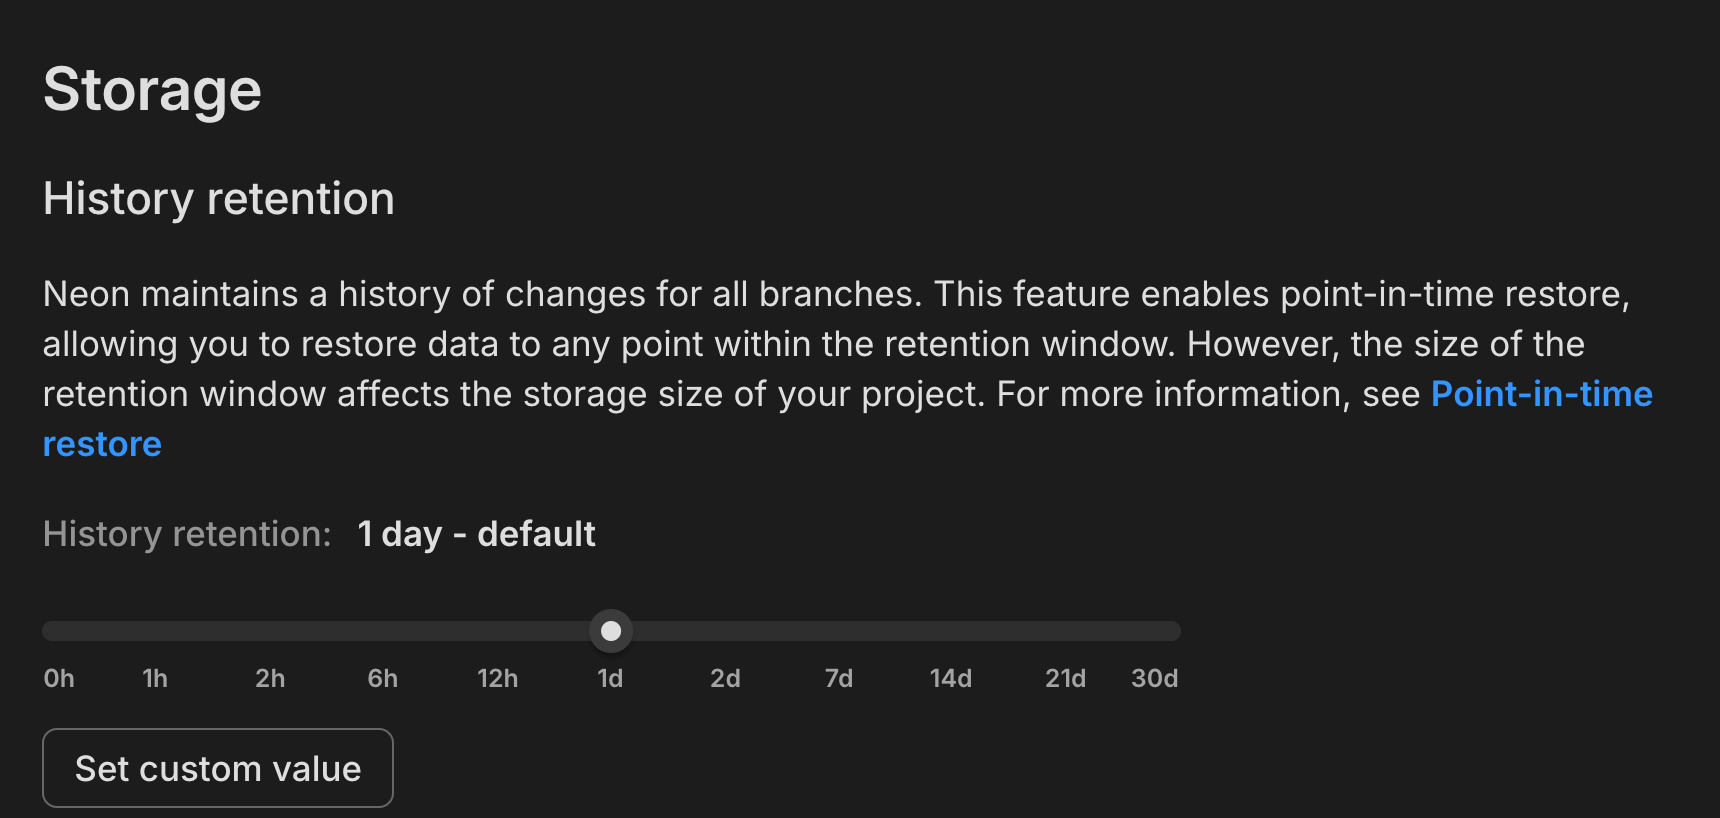 Storage
History retention
Neon maintains a history of changes for all branches. This feature enables point-in-time restore,
allowing you to restore data to any point within the retention window. However, the size of the
retention window affects the storage size of your project. For more information, see Point-in-time
restore
History retention: 1 day - default
0h 1h 2h 6h 12h 1d 2d 7d 14d 21d 30d
Set custom value